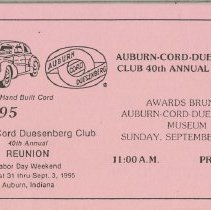 AUBURN
CORD
DUESENBERG
®
Hand Built Cord
95
Cord Duesenberg Club
40th Annual
REUNION
Labor Day Weekend
st 31 thru Sept. 3, 1995
Auburn, Indiana
AUBURN-CORD-DUE
CLUB 40th ANNUAL
AWARDS BRUN
AUBURN-CORD-DU
MUSEUM
SUNDAY, SEPTEMBE
11:00 A.M. PR